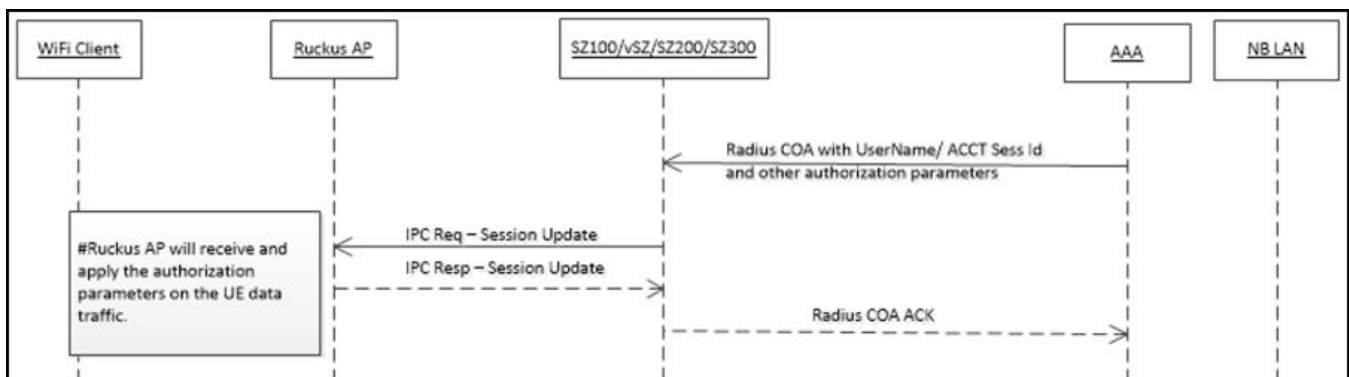 WiFi Client
Ruckus AP
SZ100/vSZ/SZ200/SZ300
AAA
NB LAN
Radius COA with UserName/ ACCT Sess Id
and other authorization parameters
#Ruckus AP will receive and
apply the authorization
parameters on the UE data
traffic.
IPC Req – Session Update
IPC Resp – Session Update
Radius COA ACK